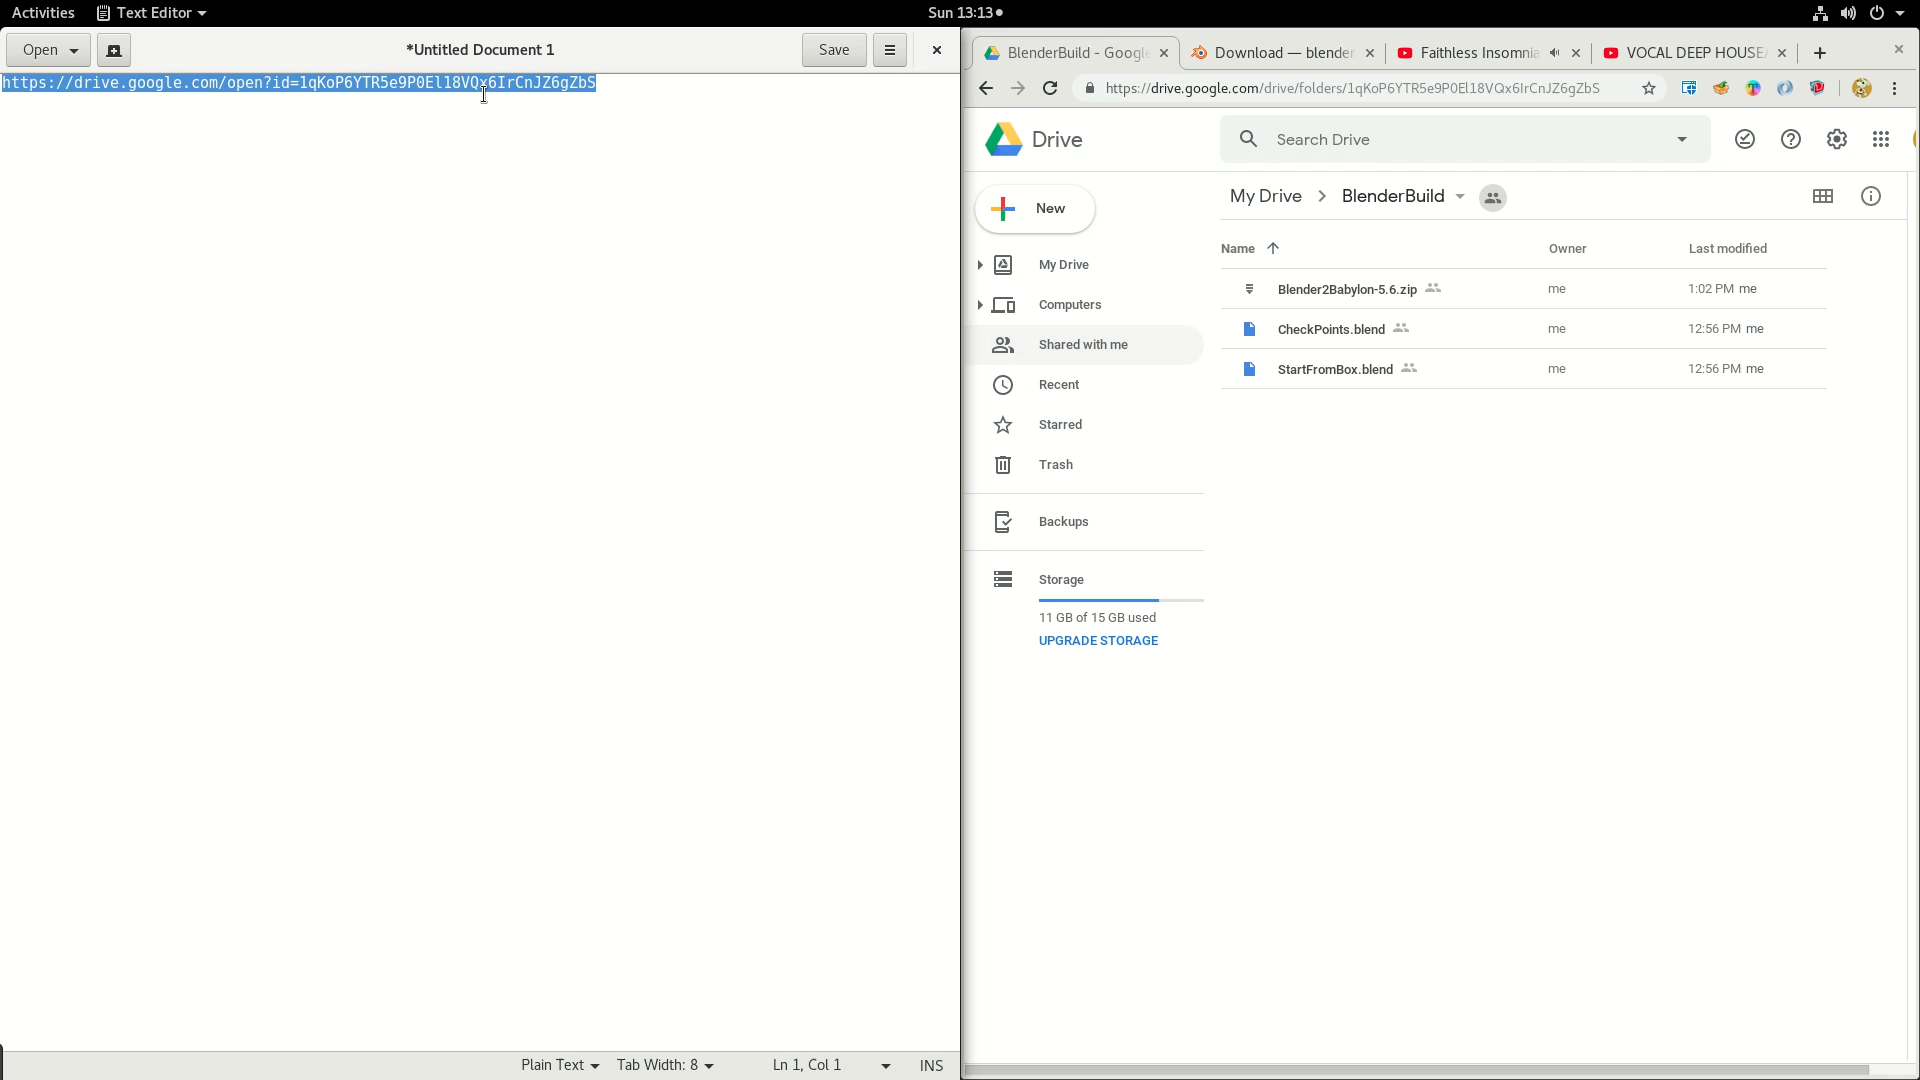 Activities
Text Editor
Sun 13:13
Open
*Untitled Document 1
Save
https://drive.google.com/open?id=1qKoP6YTR5e9P0El18VQx6IrCnJZ6gZbS
Plain Text
Tab Width: 8
Ln 1, Col 1
INS
BlenderBuild - Google
Download — blender
Faithless Insomnia
VOCAL DEEP HOUSE
https://drive.google.com/drive/folders/1qKoP6YTR5e9P0El18VQx6IrCnJZ6gZbS
Drive
Search Drive
New
My Drive
Computers
Shared with me
Recent
Starred
Trash
Backups
Storage
11 GB of 15 GB used
UPGRADE STORAGE
My Drive
BlenderBuild
Name
Owner
Last modified
Blender2Babylon-5.6.zip
me
1:02 PM me
CheckPoints.blend
me
12:56 PM me
StartFromBox.blend
me
12:56 PM me